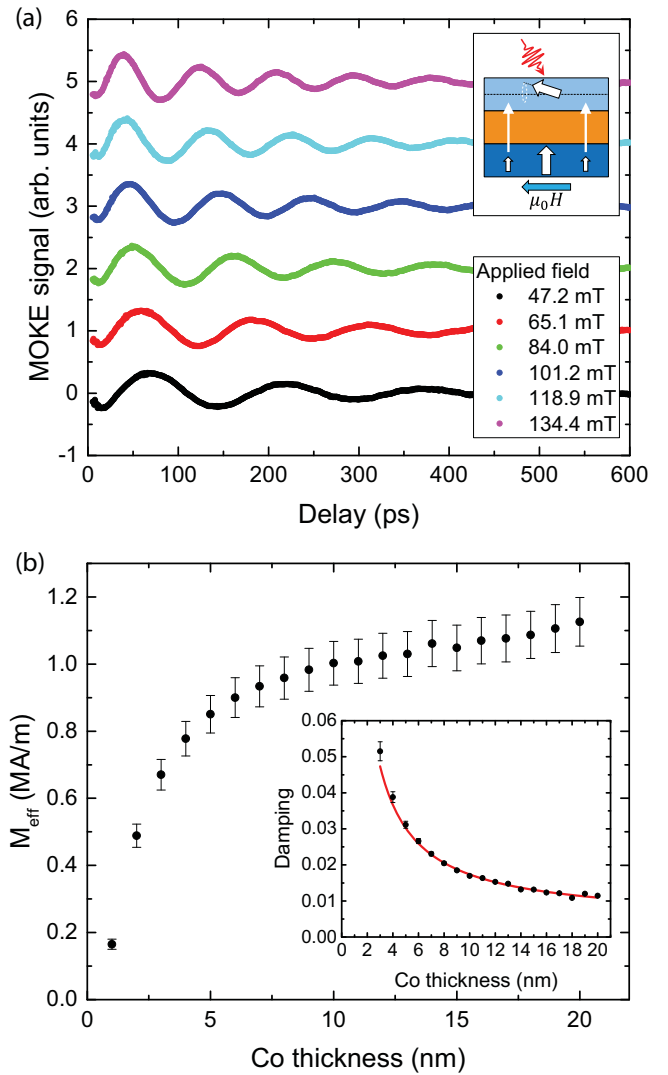 (a)
6
5
4
3
2
1
0
-1
MOKE signal (arb. units)
0 100 200 300 400 500 600
Delay (ps)
μ₀H
Applied field
47.2 mT
65.1 mT
84.0 mT
101.2 mT
118.9 mT
134.4 mT
(b)
1.2
1.0
0.8
0.6
0.4
0.2
0.0
M_eff (MA/m)
0 5 10 15 20
Co thickness (nm)
0.06
0.05
0.04
0.03
0.02
0.01
0.00
Damping
0 2 4 6 8 10 12 14 16 18 20
Co thickness (nm)